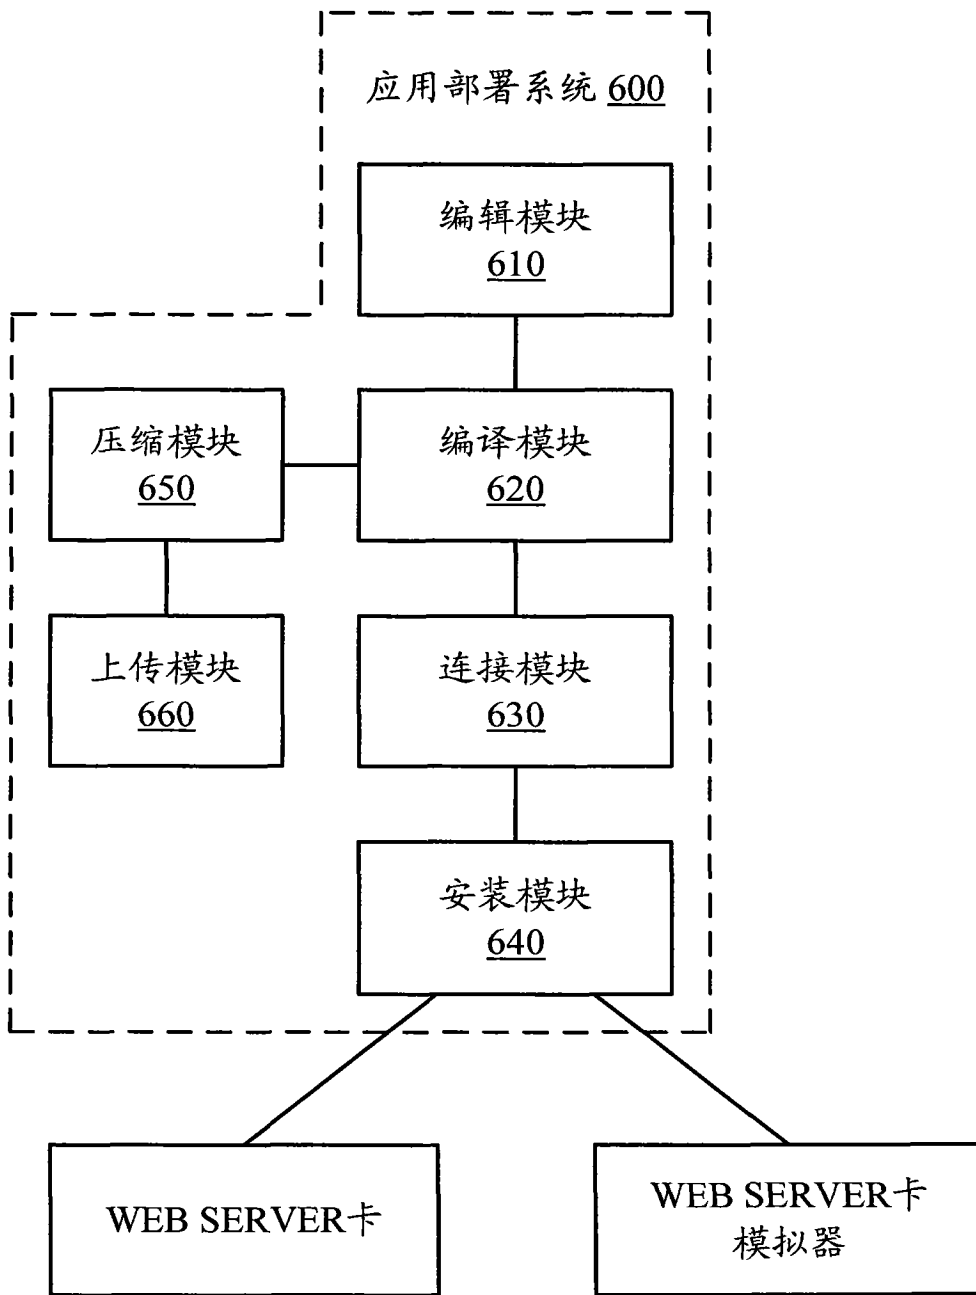 应用部署系统 600
编辑模块
610
压缩模块
650
编译模块
620
上传模块
660
连接模块
630
安装模块
640
WEB SERVER卡
WEB SERVER卡
模拟器